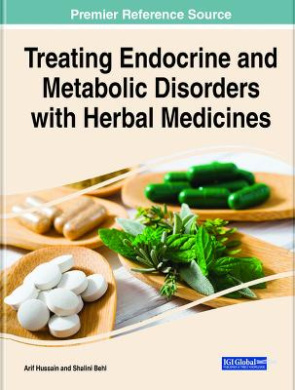 Premier Reference Source
Treating Endocrine and
Metabolic Disorders
with Herbal Medicines
Arif Hussain and Shalini Behl
IGI Global